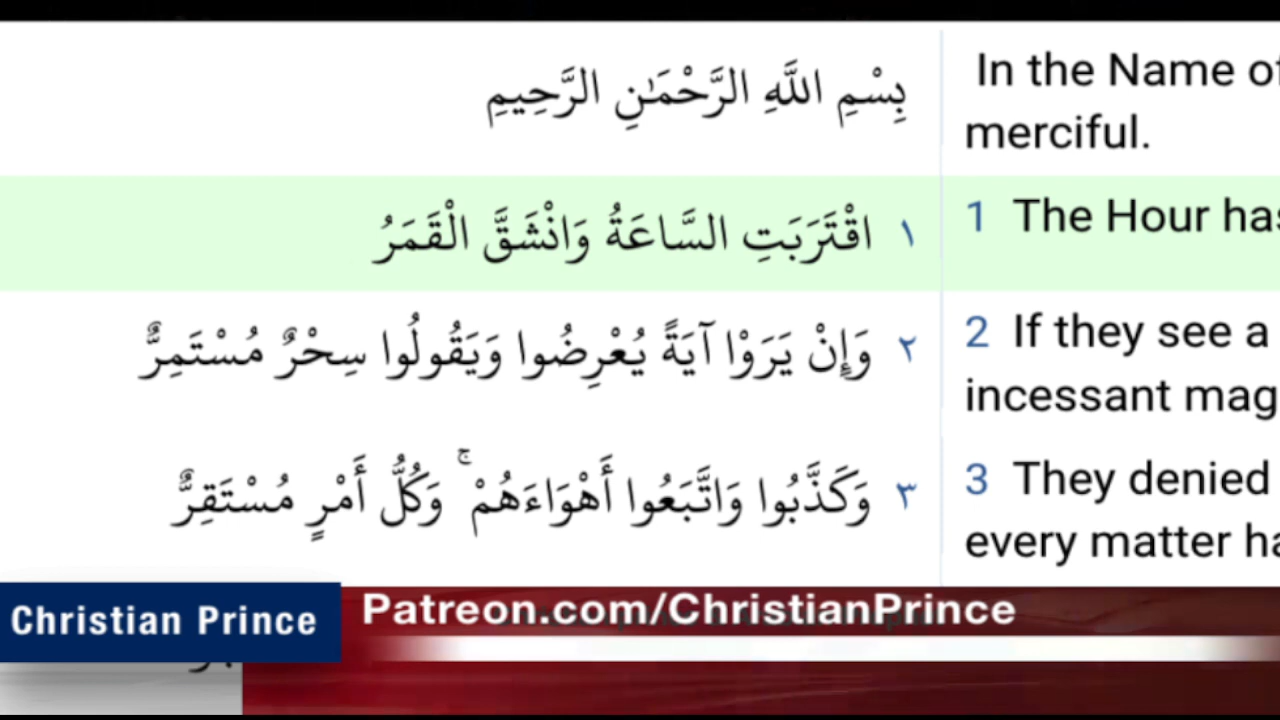 بِسْمِ اللَّهِ الرَّحْمَٰنِ الرَّحِيمِ
In the Name of
merciful.
١ اقْتَرَبَتِ السَّاعَةُ وَانْشَقَّ الْقَمَرُ
1 The Hour has
٢ وَإِنْ يَرَوْا آيَةً يُعْرِضُوا وَيَقُولُوا سِحْرٌ مُسْتَمِرٌّ
2 If they see a
incessant mag
٣ وَكَذَّبُوا وَاتَّبَعُوا أَهْوَاءَهُمْ ۚ وَكُلُّ أَمْرٍ مُسْتَقِرٌّ
3 They denied
every matter ha
Christian Prince
Patreon.com/ChristianPrince